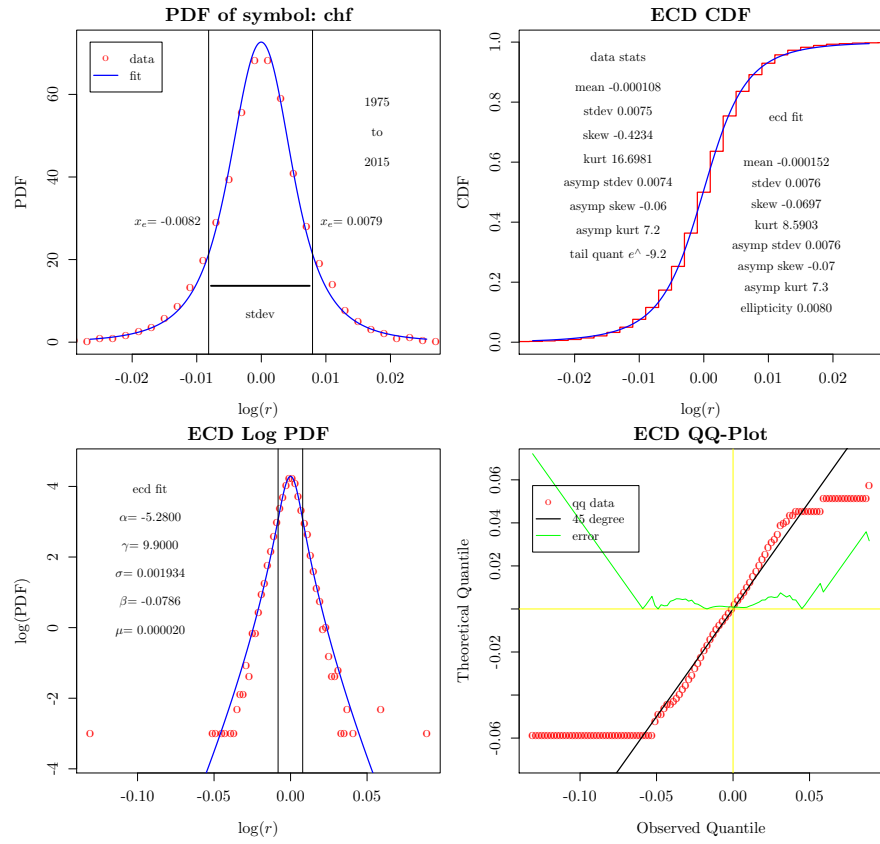 PDF of symbol: chf
data
fit
1975
to
2015
xₑ= -0.0082
xₑ= 0.0079
stdev
PDF
0
20
40
60
-0.02
-0.01
0.00
0.01
0.02
log(r)
ECD CDF
data stats
mean -0.000108
stdev 0.0075
skew -0.4234
kurt 16.6981
asymp stdev 0.0074
asymp skew -0.06
asymp kurt 7.2
tail quant e^ -9.2
ecd fit
mean -0.000152
stdev 0.0076
skew -0.0697
kurt 8.5903
asymp stdev 0.0076
asymp skew -0.07
asymp kurt 7.3
ellipticity 0.0080
CDF
0.0
0.2
0.4
0.6
0.8
1.0
-0.02
-0.01
0.00
0.01
0.02
log(r)
ECD Log PDF
ecd fit
α= -5.2800
γ= 9.9000
σ= 0.001934
β= -0.0786
μ= 0.000020
log(PDF)
-4
-2
0
2
4
-0.10
-0.05
0.00
0.05
log(r)
ECD QQ-Plot
qq data
45 degree
error
Theoretical Quantile
-0.06
-0.02
0.02
0.06
-0.10
-0.05
0.00
0.05
Observed Quantile